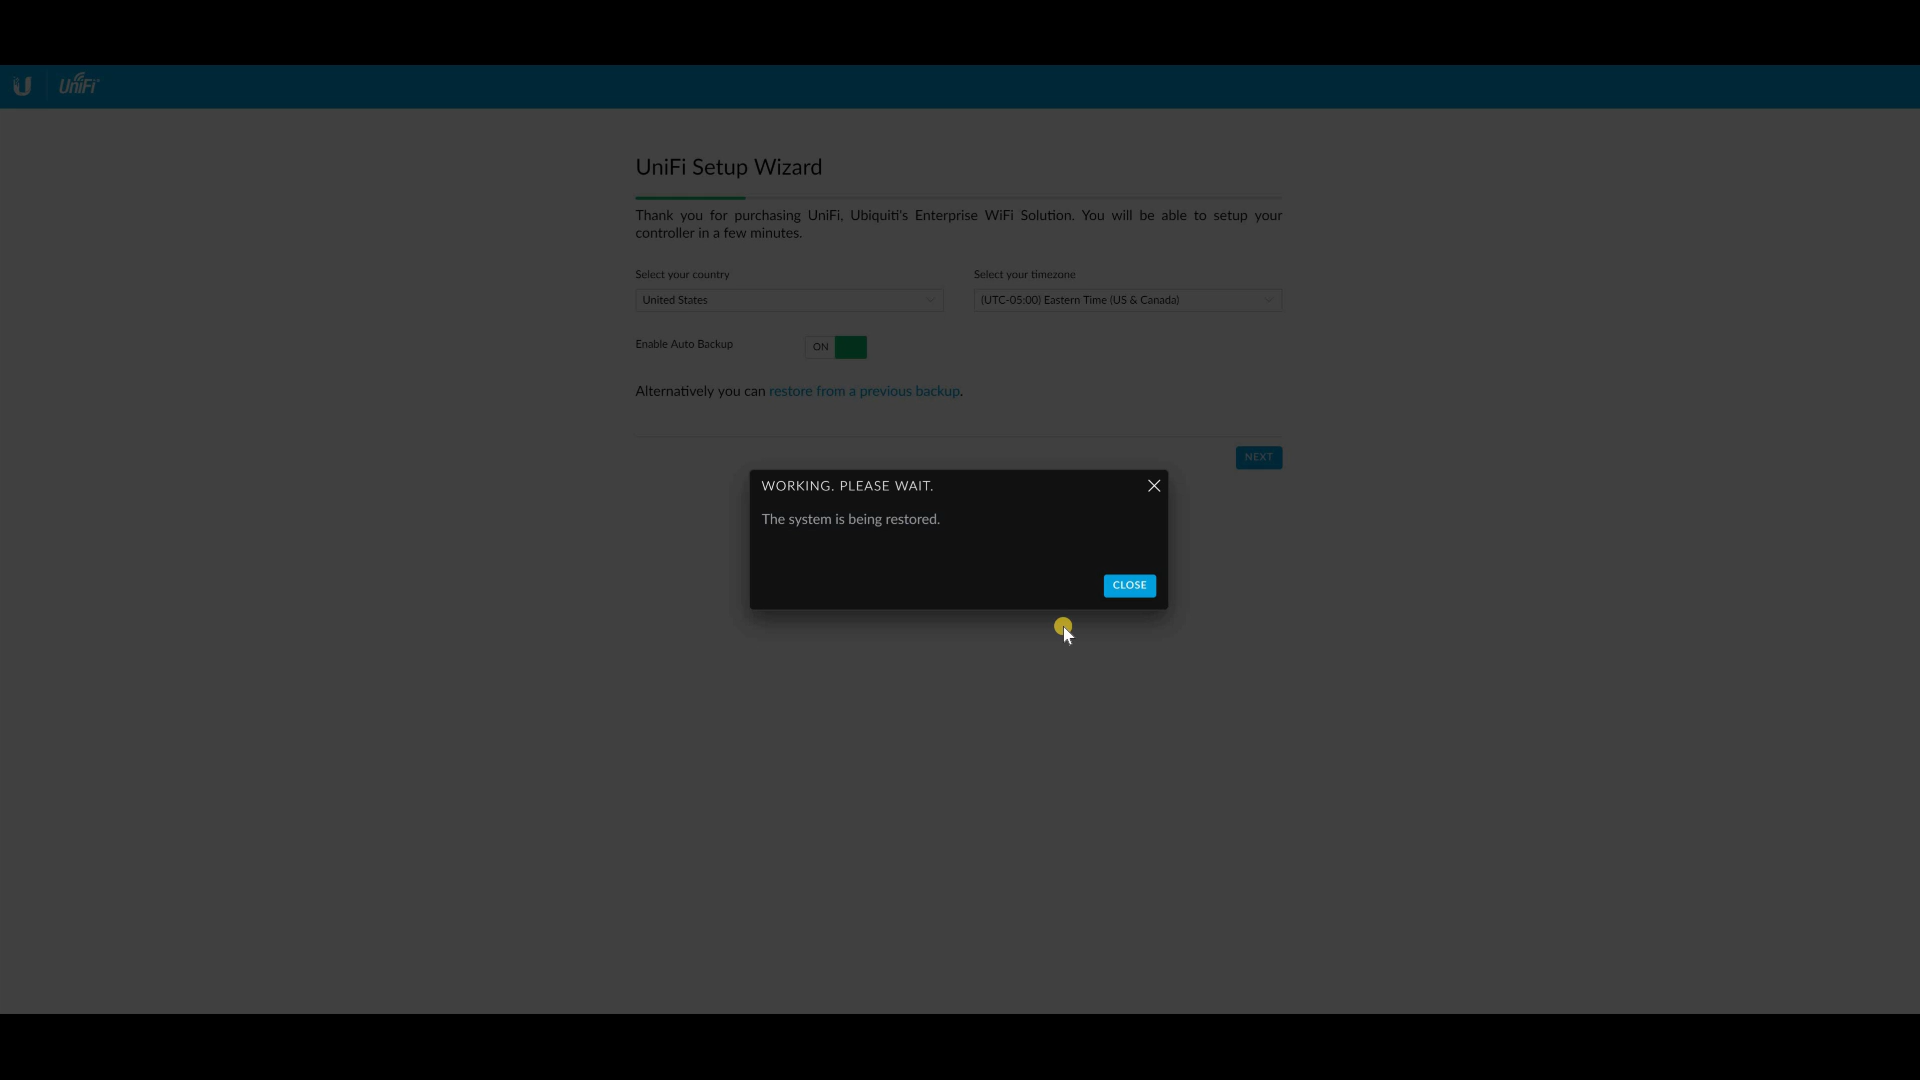 UniFi
UniFi Setup Wizard
Thank you for purchasing UniFi, Ubiquiti's Enterprise WiFi Solution. You will be able to setup your
controller in a few minutes.
Select your country
Select your timezone
United States
(UTC-05:00) Eastern Time (US & Canada)
Enable Auto Backup
ON
Alternatively you can restore from a previous backup.
NEXT
WORKING. PLEASE WAIT.
The system is being restored.
CLOSE